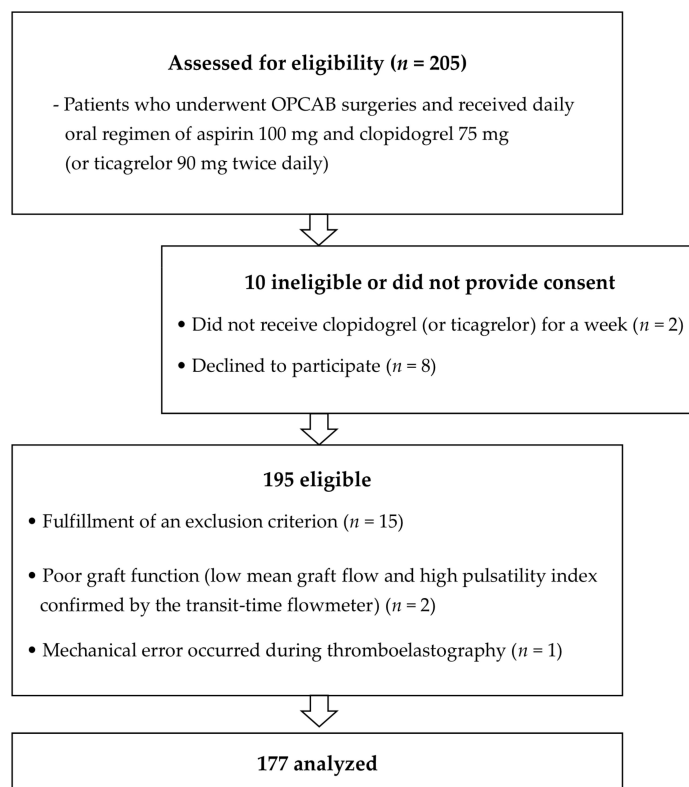 Assessed for eligibility (n = 205)
- Patients who underwent OPCAB surgeries and received daily
oral regimen of aspirin 100 mg and clopidogrel 75 mg
(or ticagrelor 90 mg twice daily)
10 ineligible or did not provide consent
• Did not receive clopidogrel (or ticagrelor) for a week (n = 2)
• Declined to participate (n = 8)
195 eligible
• Fulfillment of an exclusion criterion (n = 15)
• Poor graft function (low mean graft flow and high pulsatility index
confirmed by the transit-time flowmeter) (n = 2)
• Mechanical error occurred during thromboelastography (n = 1)
177 analyzed